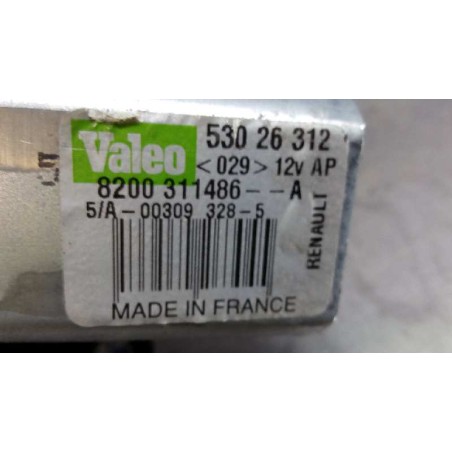 Valeo 530 26 312
<029> 12v AP
8200 311486--A
5/A-00309 328-5
RENAULT
MADE IN FRANCE